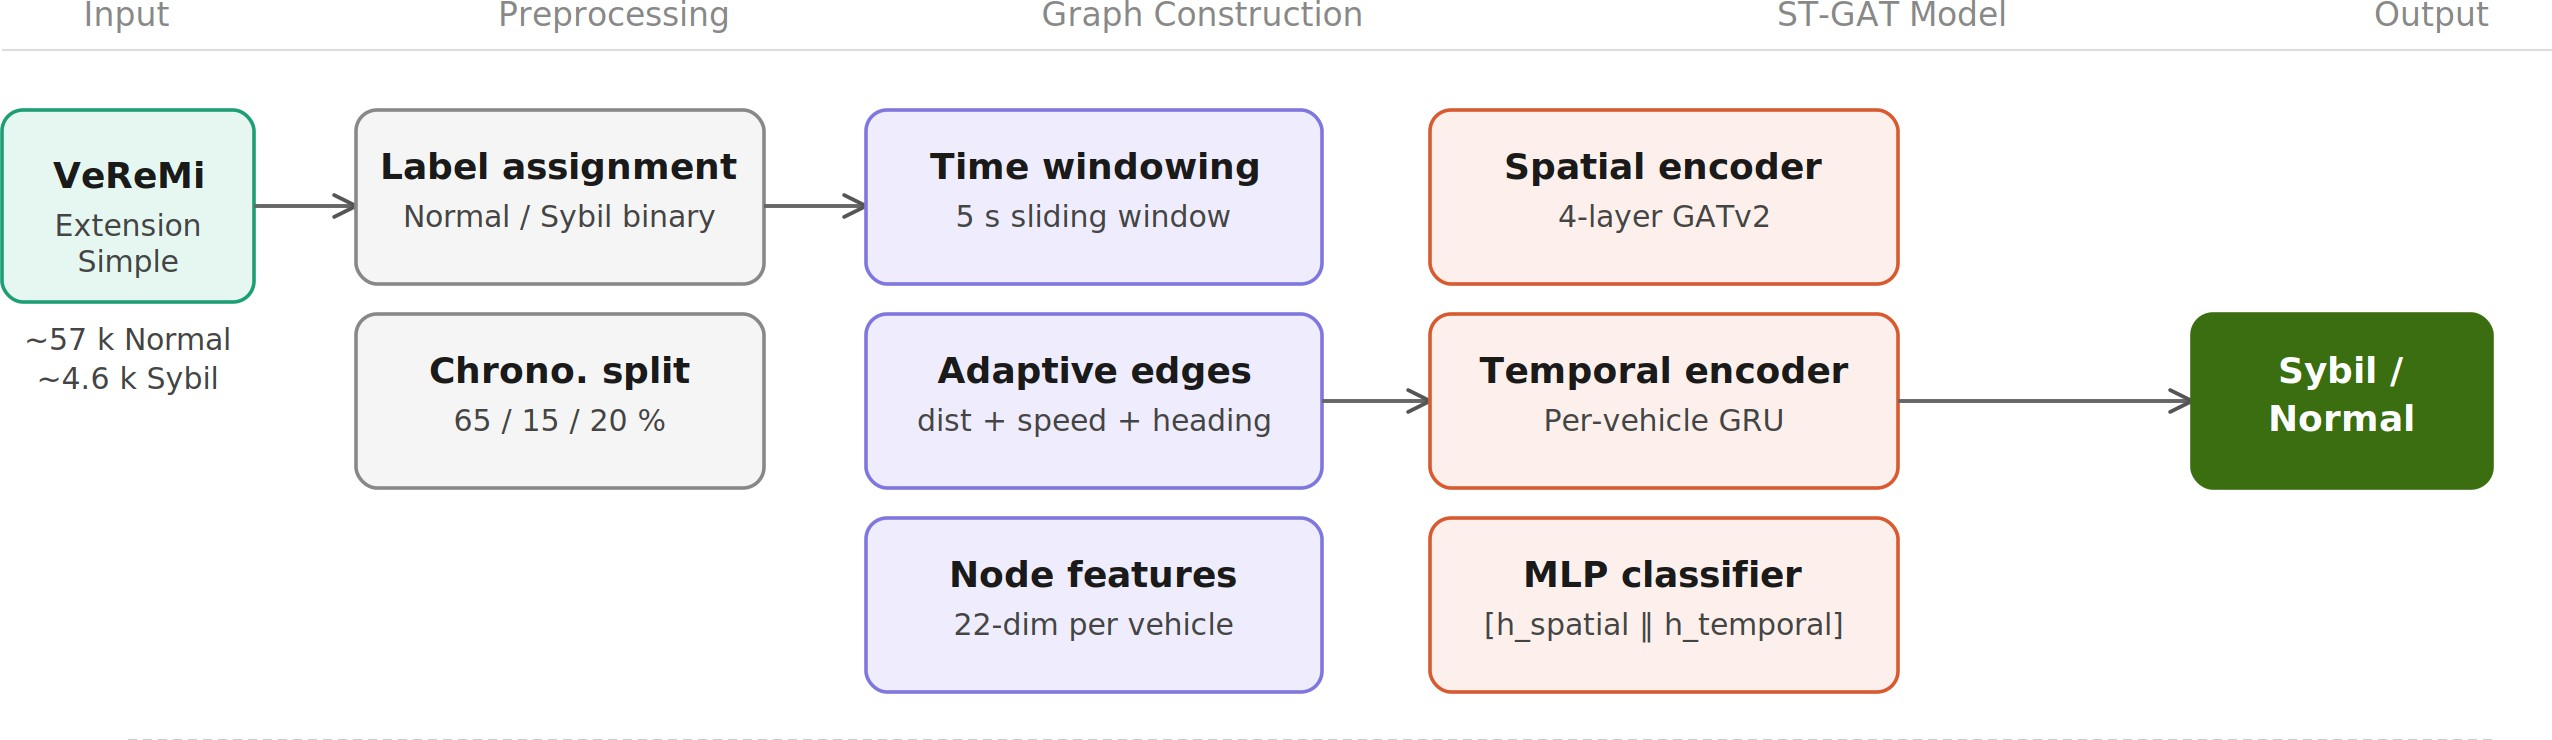 Input
Preprocessing
Graph Construction
ST-GAT Model
Output
VeReMi
Extension
Simple
~57 k Normal
~4.6 k Sybil
Label assignment
Normal / Sybil binary
Chrono. split
65 / 15 / 20 %
Time windowing
5 s sliding window
Adaptive edges
dist + speed + heading
Node features
22-dim per vehicle
Spatial encoder
4-layer GATv2
Temporal encoder
Per-vehicle GRU
MLP classifier
[h_spatial ‖ h_temporal]
Sybil /
Normal